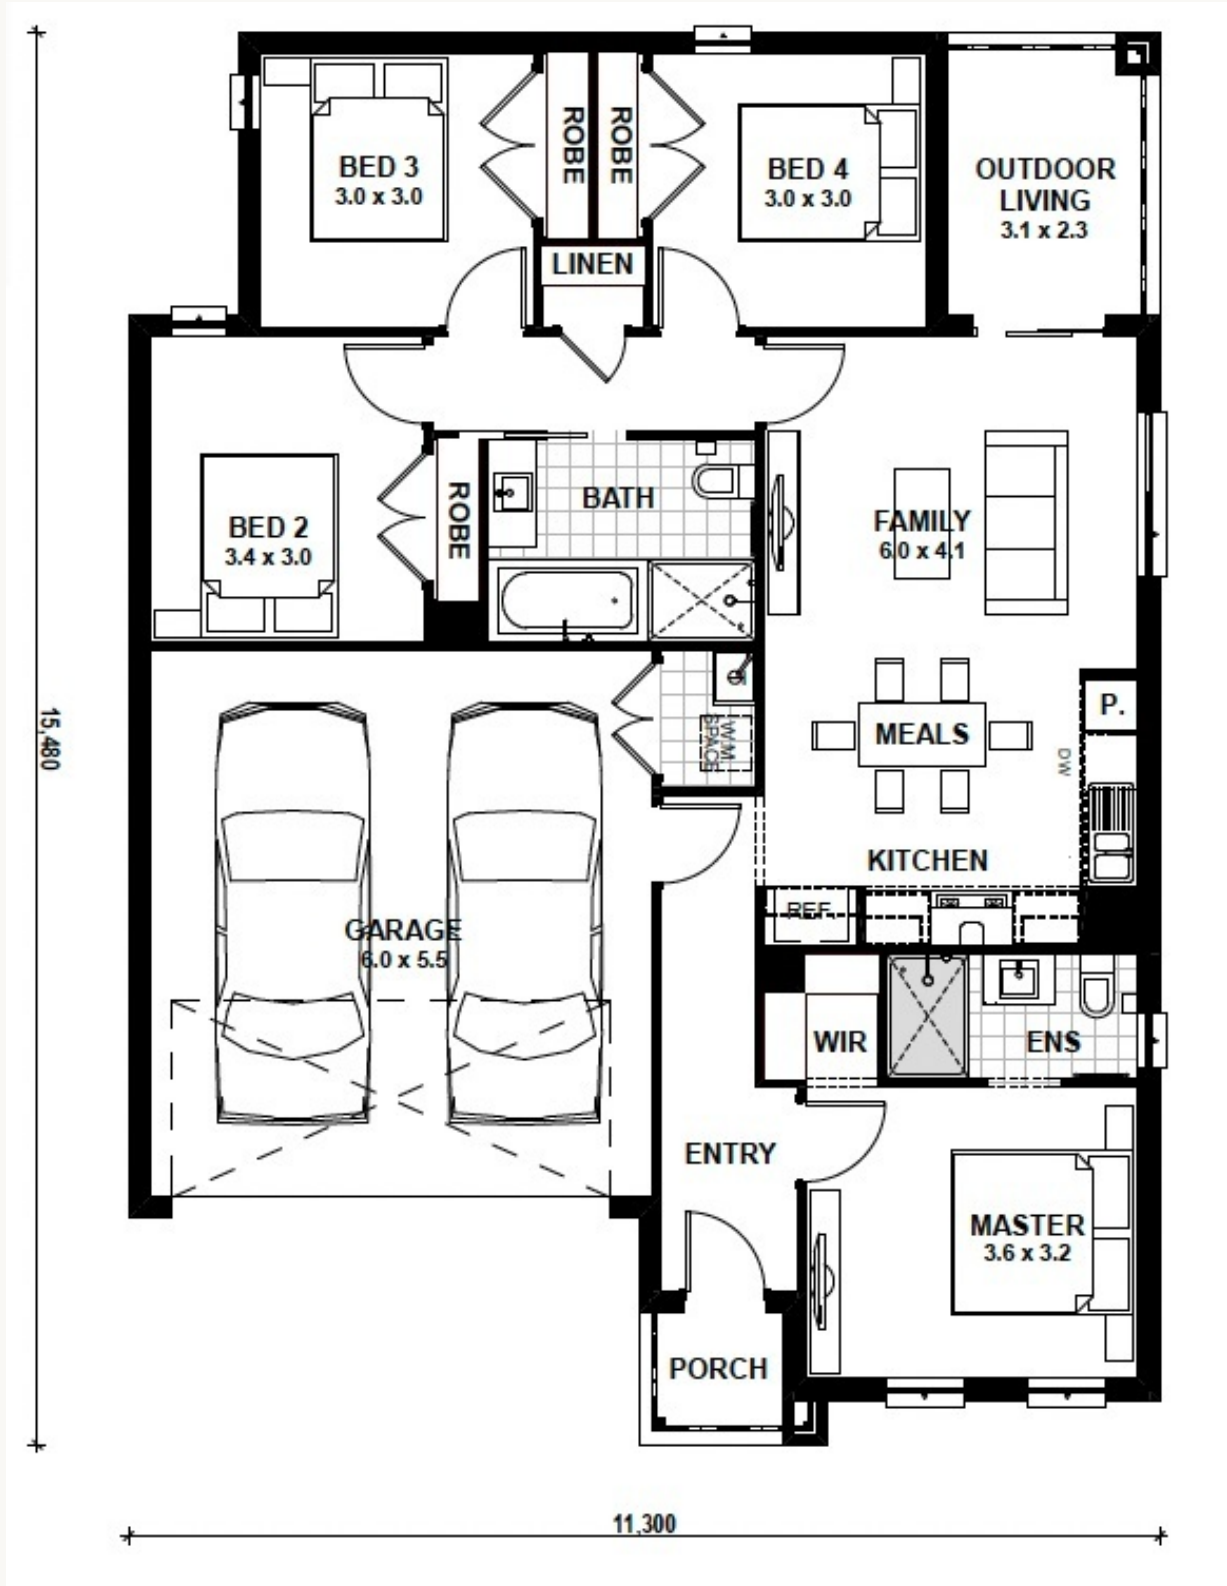 BED 3
3.0 x 3.0
ROBE
ROBE
BED 4
3.0 x 3.0
OUTDOOR
LIVING
3.1 x 2.3
LINEN
BED 2
3.4 x 3.0
ROBE
BATH
FAMILY
6.0 x 4.1
15,480
W.M.
SPACE
MEALS
P.
DW
KITCHEN
REF.
GARAGE
6.0 x 5.5
WIR
ENS
ENTRY
MASTER
3.6 x 3.2
PORCH
11,300